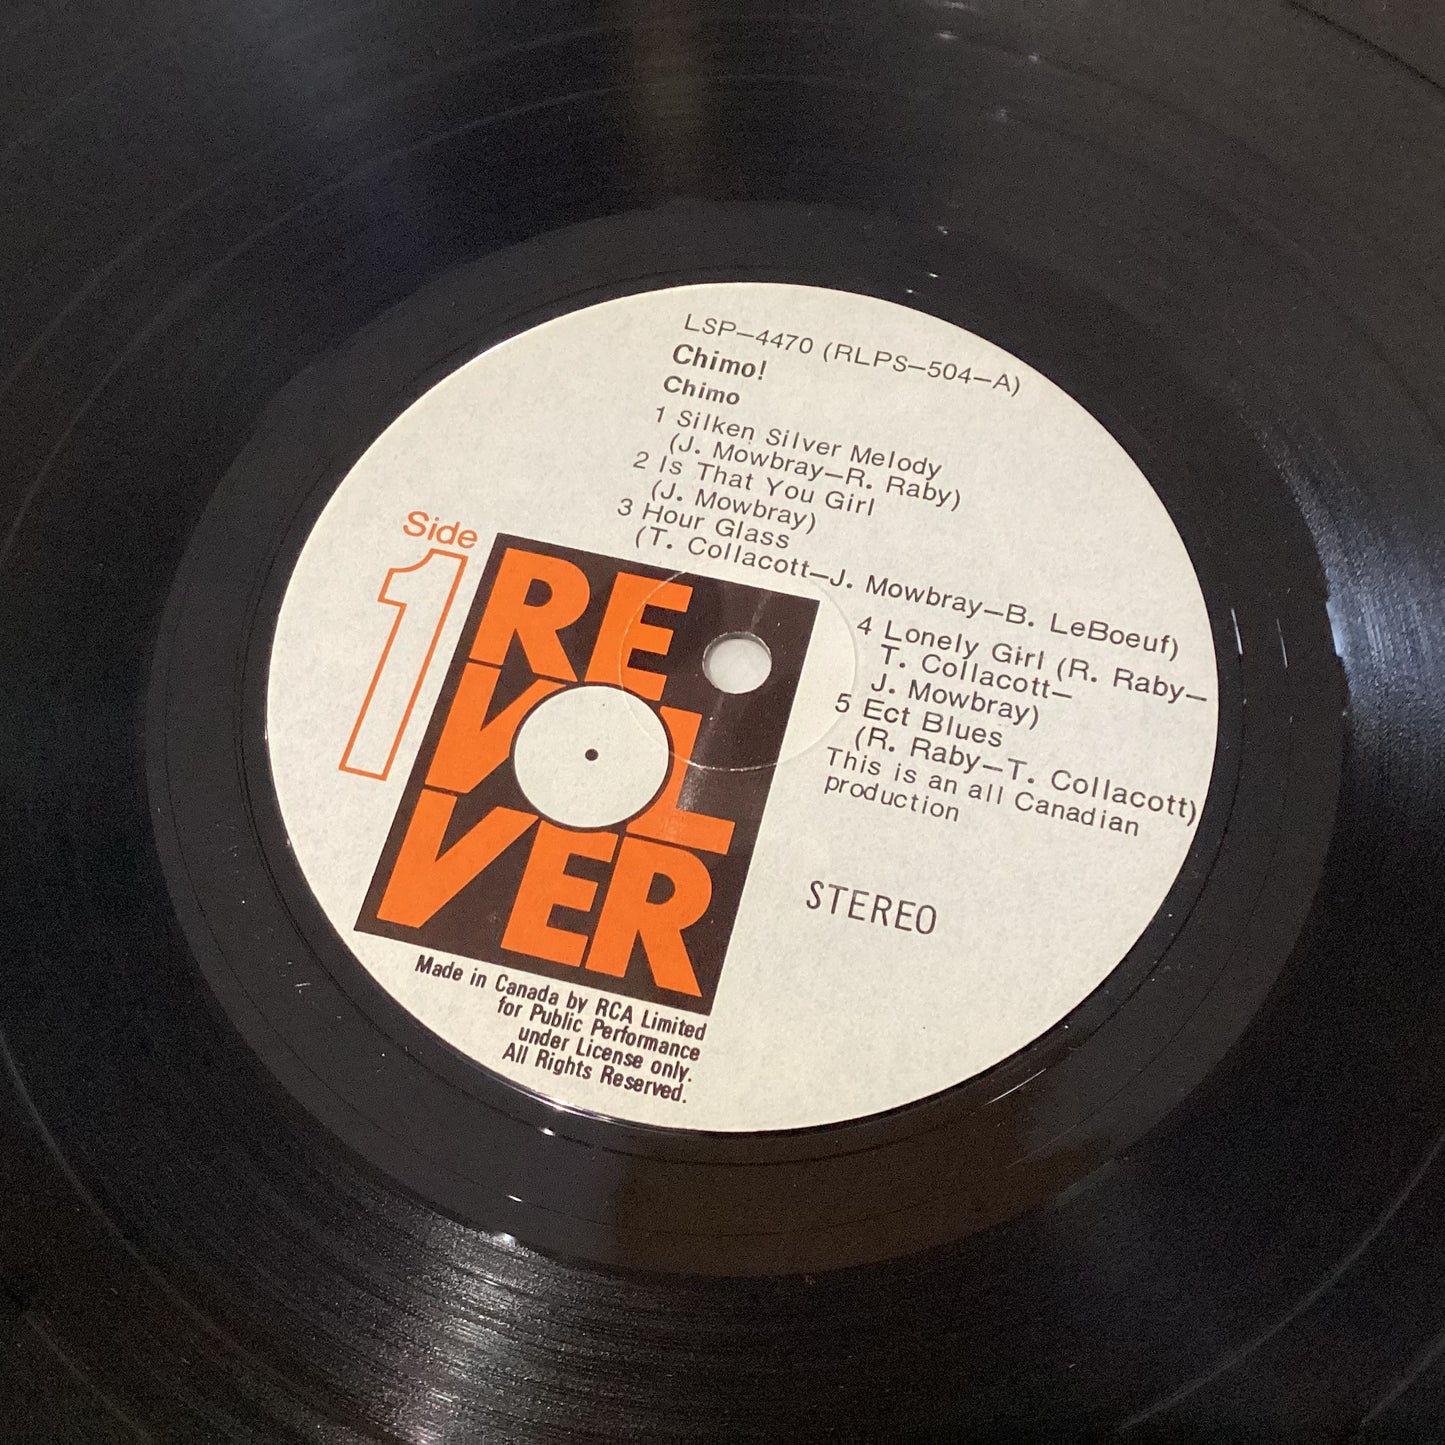 LSP–4470 (RLPS–504–A)
Chimo!
Chimo
1 Silken Silver Melody
(J. Mowbray–R. Raby)
2 Is That You Girl
(J. Mowbray)
3 Hour Glass
(T. Collacott–J. Mowbray–B. LeBoeuf)
4 Lonely Girl (R. Raby–
T. Collacott–
J. Mowbray)
5 Ect Blues
(R. Raby–T. Collacott)
This is an all Canadian
production
STEREO
Side
1
RE
VOL
VER
Made in Canada by RCA Limited
for Public Performance
under License only.
All Rights Reserved.